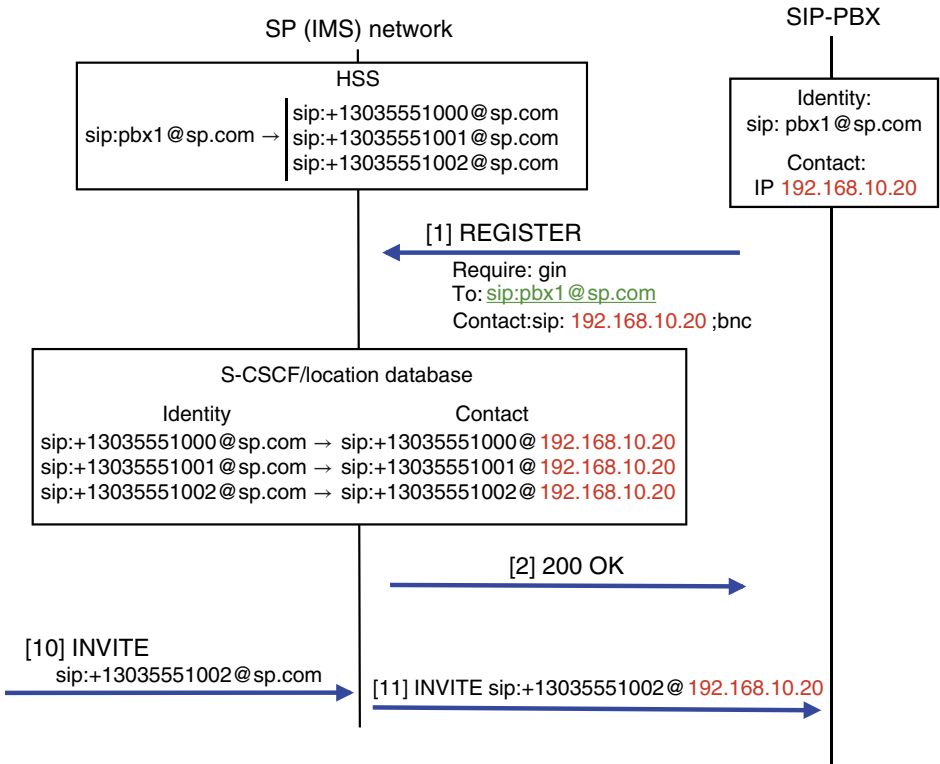 SP (IMS) network
SIP-PBX
HSS
sip:pbx1@sp.com →
sip:+13035551000@sp.com
sip:+13035551001@sp.com
sip:+13035551002@sp.com
Identity:
sip: pbx1@sp.com
Contact:
IP 192.168.10.20
[1] REGISTER
Require: gin
To: sip:pbx1@sp.com
Contact:sip: 192.168.10.20 ;bnc
S-CSCF/location database
Identity Contact
sip:+13035551000@sp.com → sip:+13035551000@192.168.10.20
sip:+13035551001@sp.com → sip:+13035551001@192.168.10.20
sip:+13035551002@sp.com → sip:+13035551002@192.168.10.20
[2] 200 OK
[10] INVITE
sip:+13035551002@sp.com
[11] INVITE sip:+13035551002@192.168.10.20